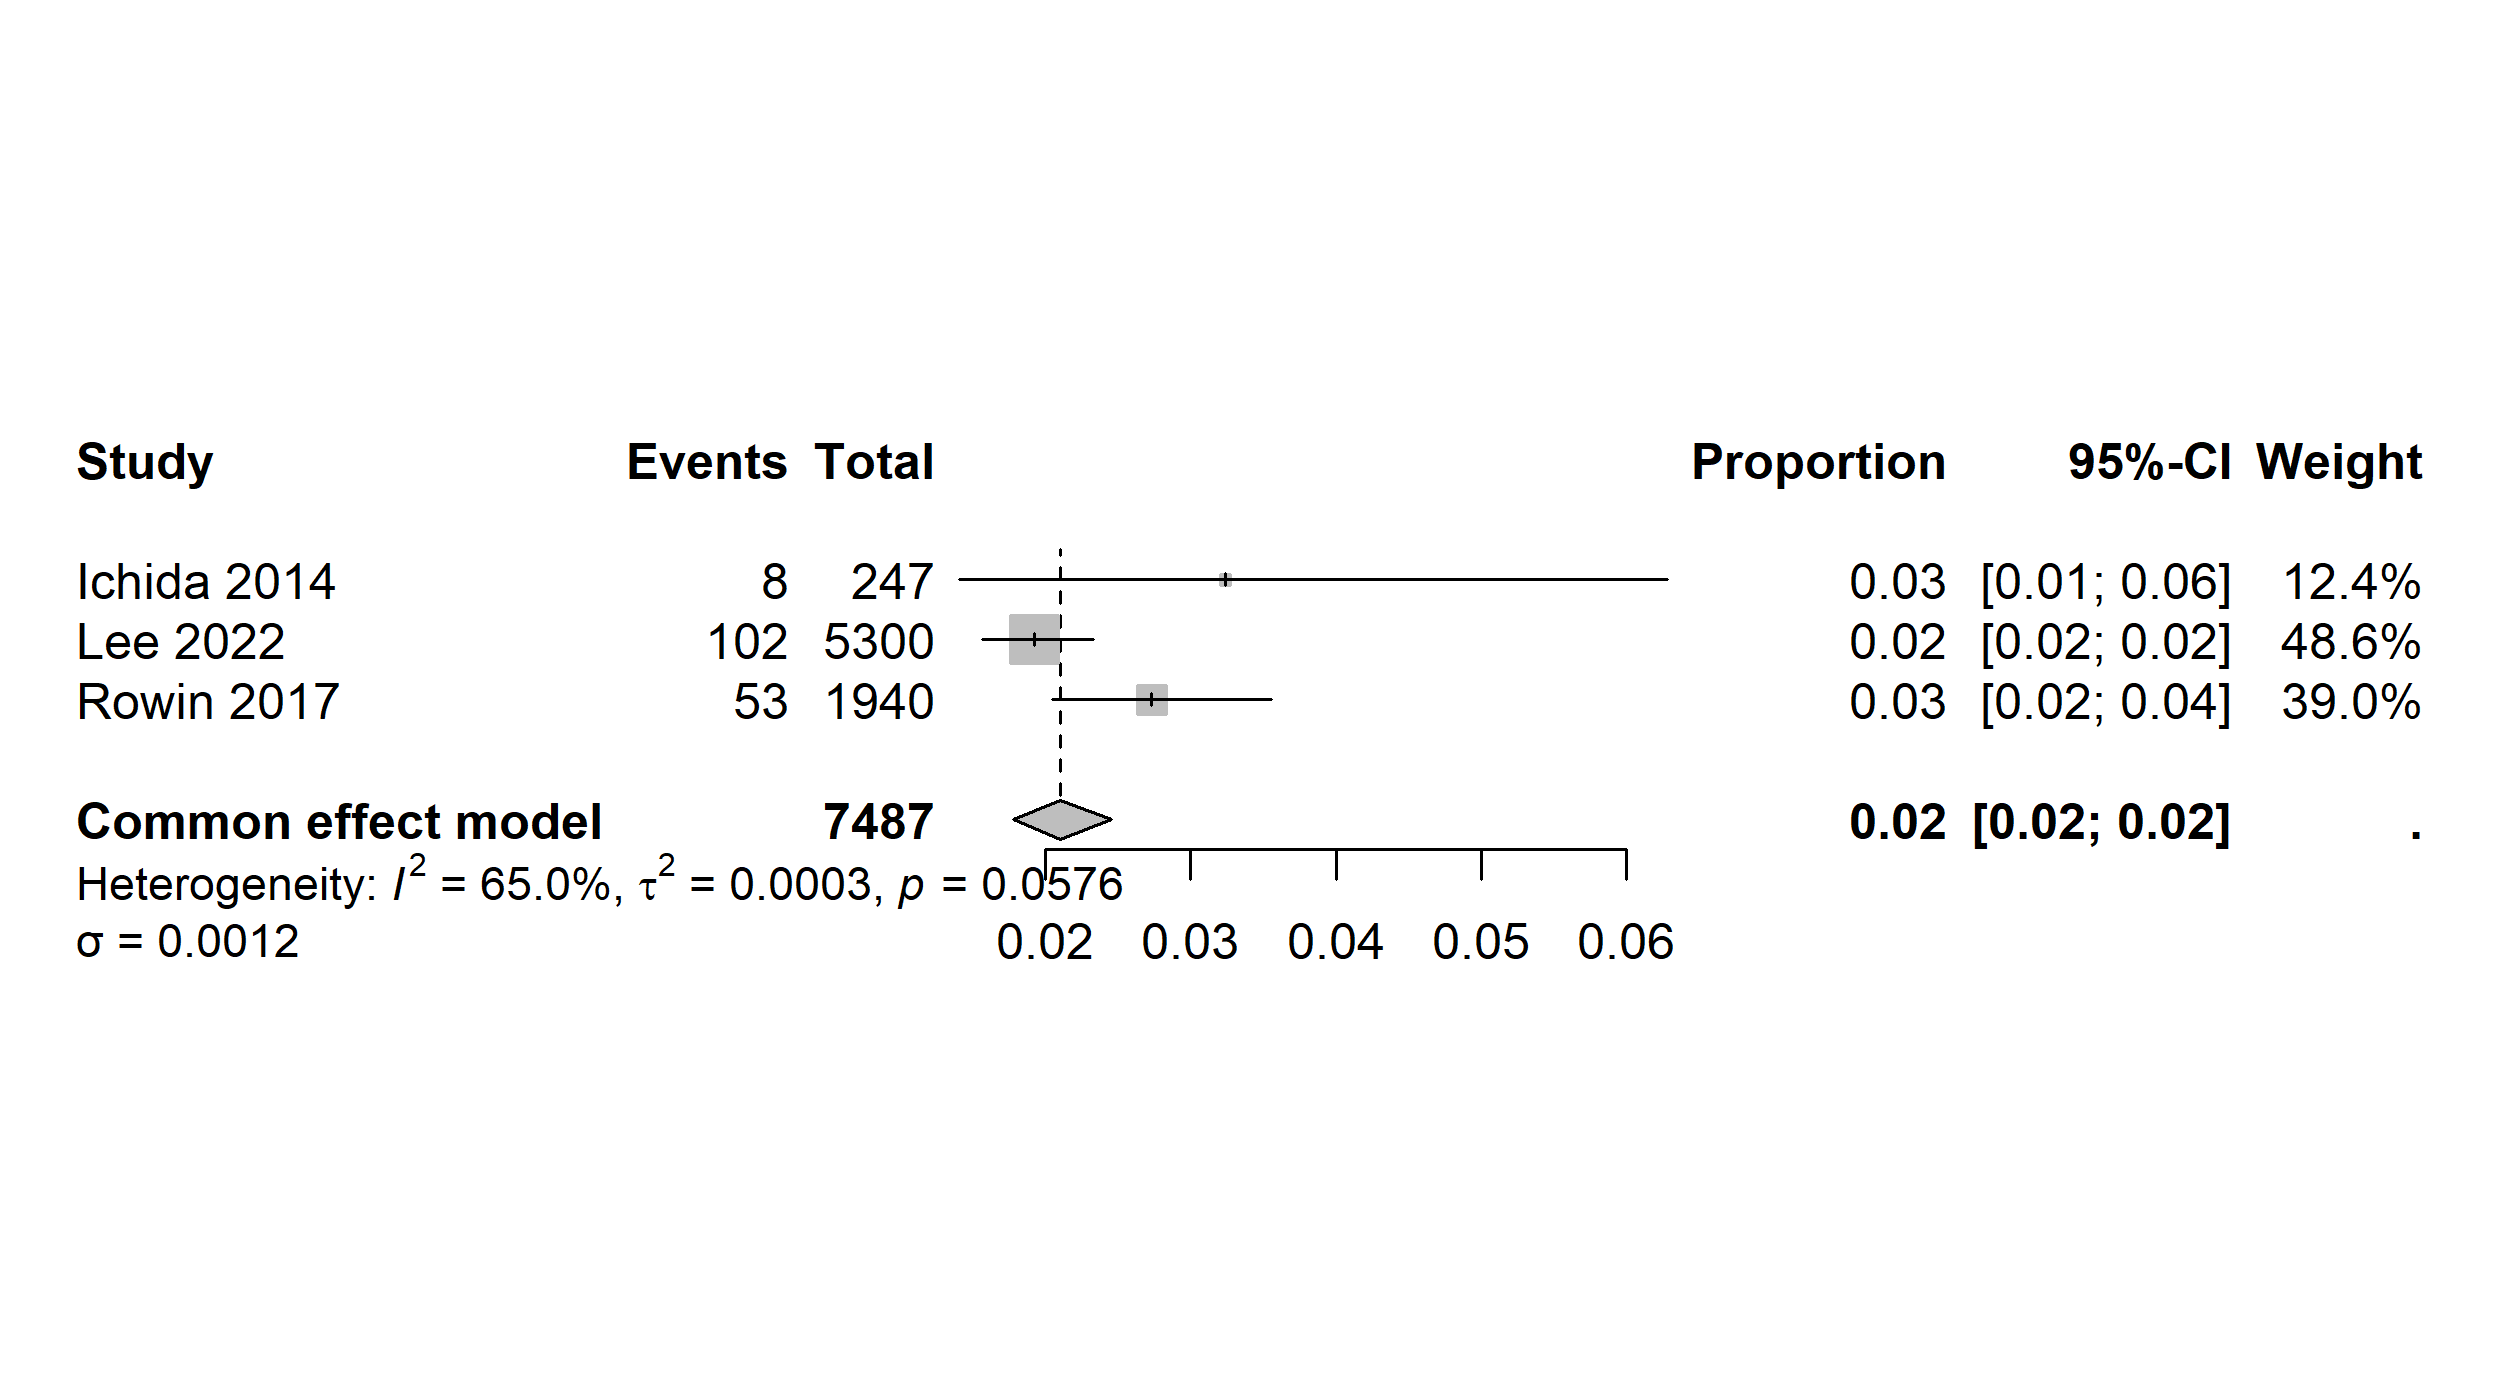 Study Events Total Proportion 95%-CI Weight
Ichida 2014 8 247 0.03 [0.01; 0.06] 12.4%
Lee 2022 102 5300 0.02 [0.02; 0.02] 48.6%
Rowin 2017 53 1940 0.03 [0.02; 0.04] 39.0%
Common effect model 7487 0.02 [0.02; 0.02] .
Heterogeneity: I² = 65.0%, τ² = 0.0003, p = 0.0576
σ = 0.0012 0.02 0.03 0.04 0.05 0.06